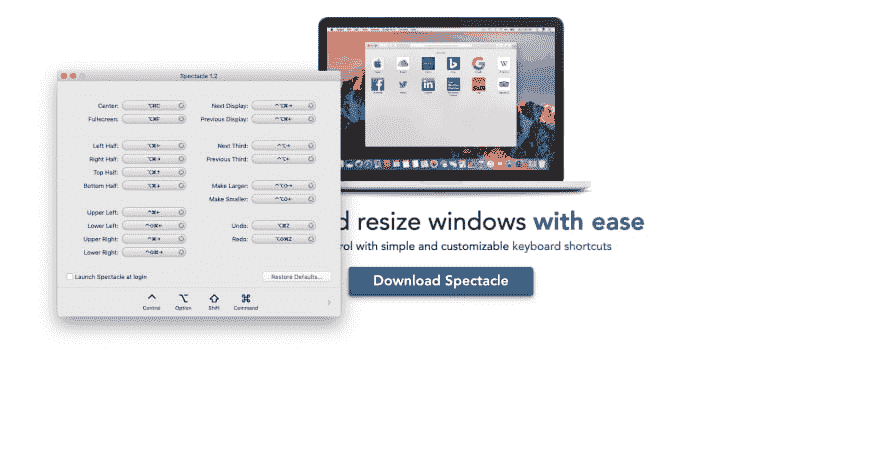 Spectacle 1.2
Center: ⌥⌘C
Next Display: ^⌥⌘→
Fullscreen: ⌥⌘F
Previous Display: ^⌥⌘←
Left Half: ⌥⌘←
Next Third: ^⌥→
Right Half: ⌥⌘→
Previous Third: ^⌥←
Top Half: ⌥⌘↑
Bottom Half: ⌥⌘↓
Make Larger: ^⌥⇧→
Make Smaller: ^⌥⇧←
Upper Left: ^⌘←
Lower Left: ^⇧⌘←
Undo: ⌥⌘Z
Upper Right: ^⌘→
Redo: ⌥⇧⌘Z
Lower Right: ^⇧⌘→
Launch Spectacle at login
Restore Defaults...
^ ⌥ ⇧ ⌘
Control Option Shift Command
d resize windows with ease
rol with simple and customizable keyboard shortcuts
Download Spectacle